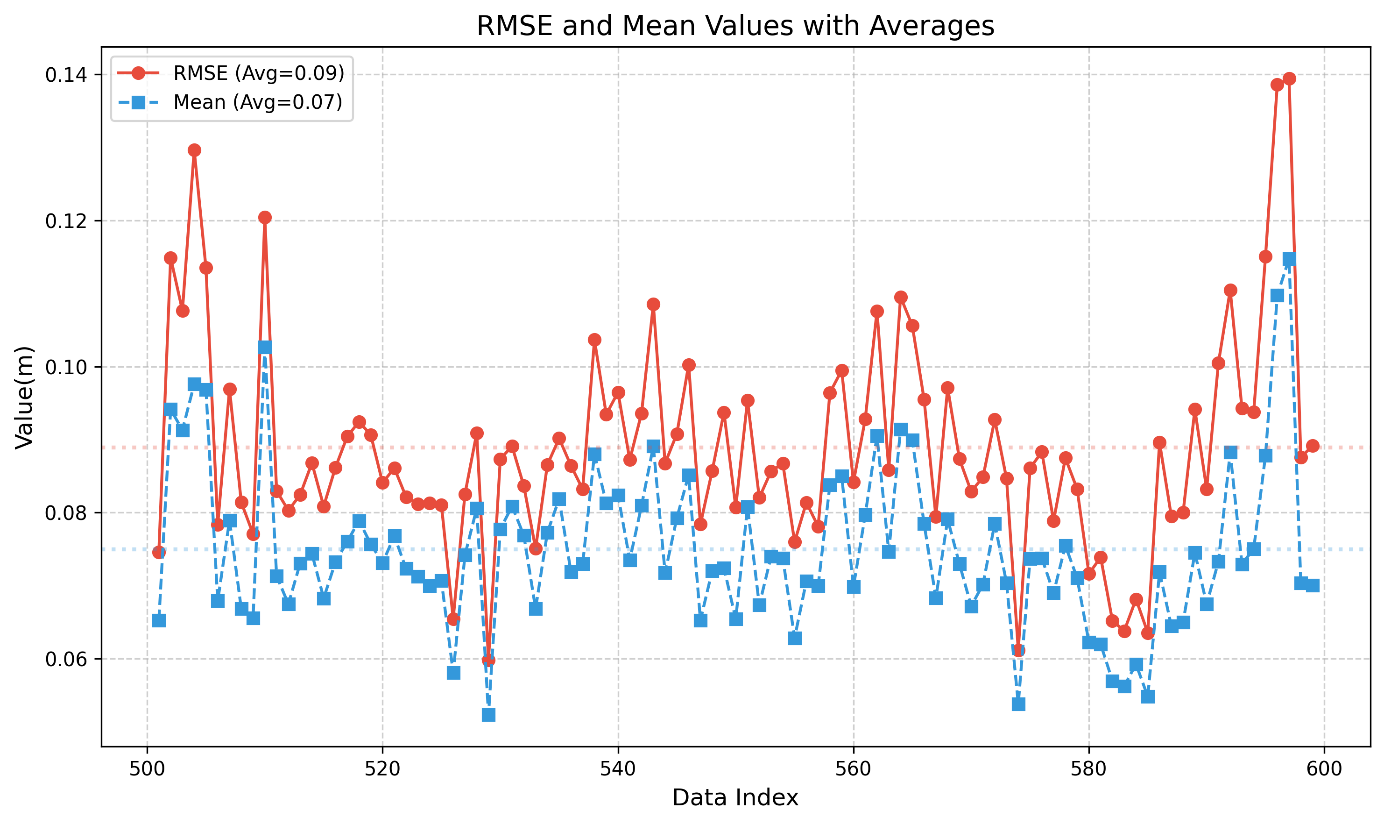 RMSE and Mean Values with Averages
RMSE (Avg=0.09)
Mean (Avg=0.07)
Value(m)
0.14
0.12
0.10
0.08
0.06
500
520
540
560
580
600
Data Index